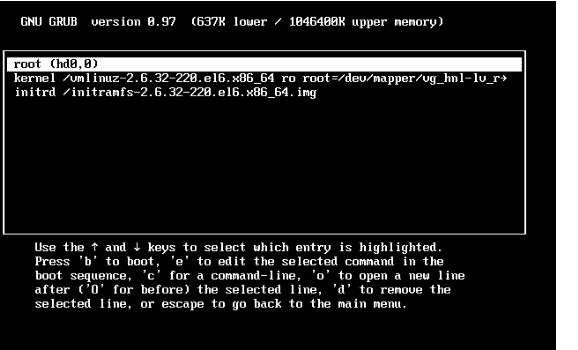 GNU GRUB  version 0.97  (637K lower / 1046400K upper memory)
root (hd0,0)
kernel /vmlinuz-2.6.32-220.el6.x86_64 ro root=/dev/mapper/vg_hnl-lv_r→
initrd /initramfs-2.6.32-220.el6.x86_64.img
Use the ↑ and ↓ keys to select which entry is highlighted.
Press 'b' to boot, 'e' to edit the selected command in the
boot sequence, 'c' for a command-line, 'o' to open a new line
after ('O' for before) the selected line, 'd' to remove the
selected line, or escape to go back to the main menu.